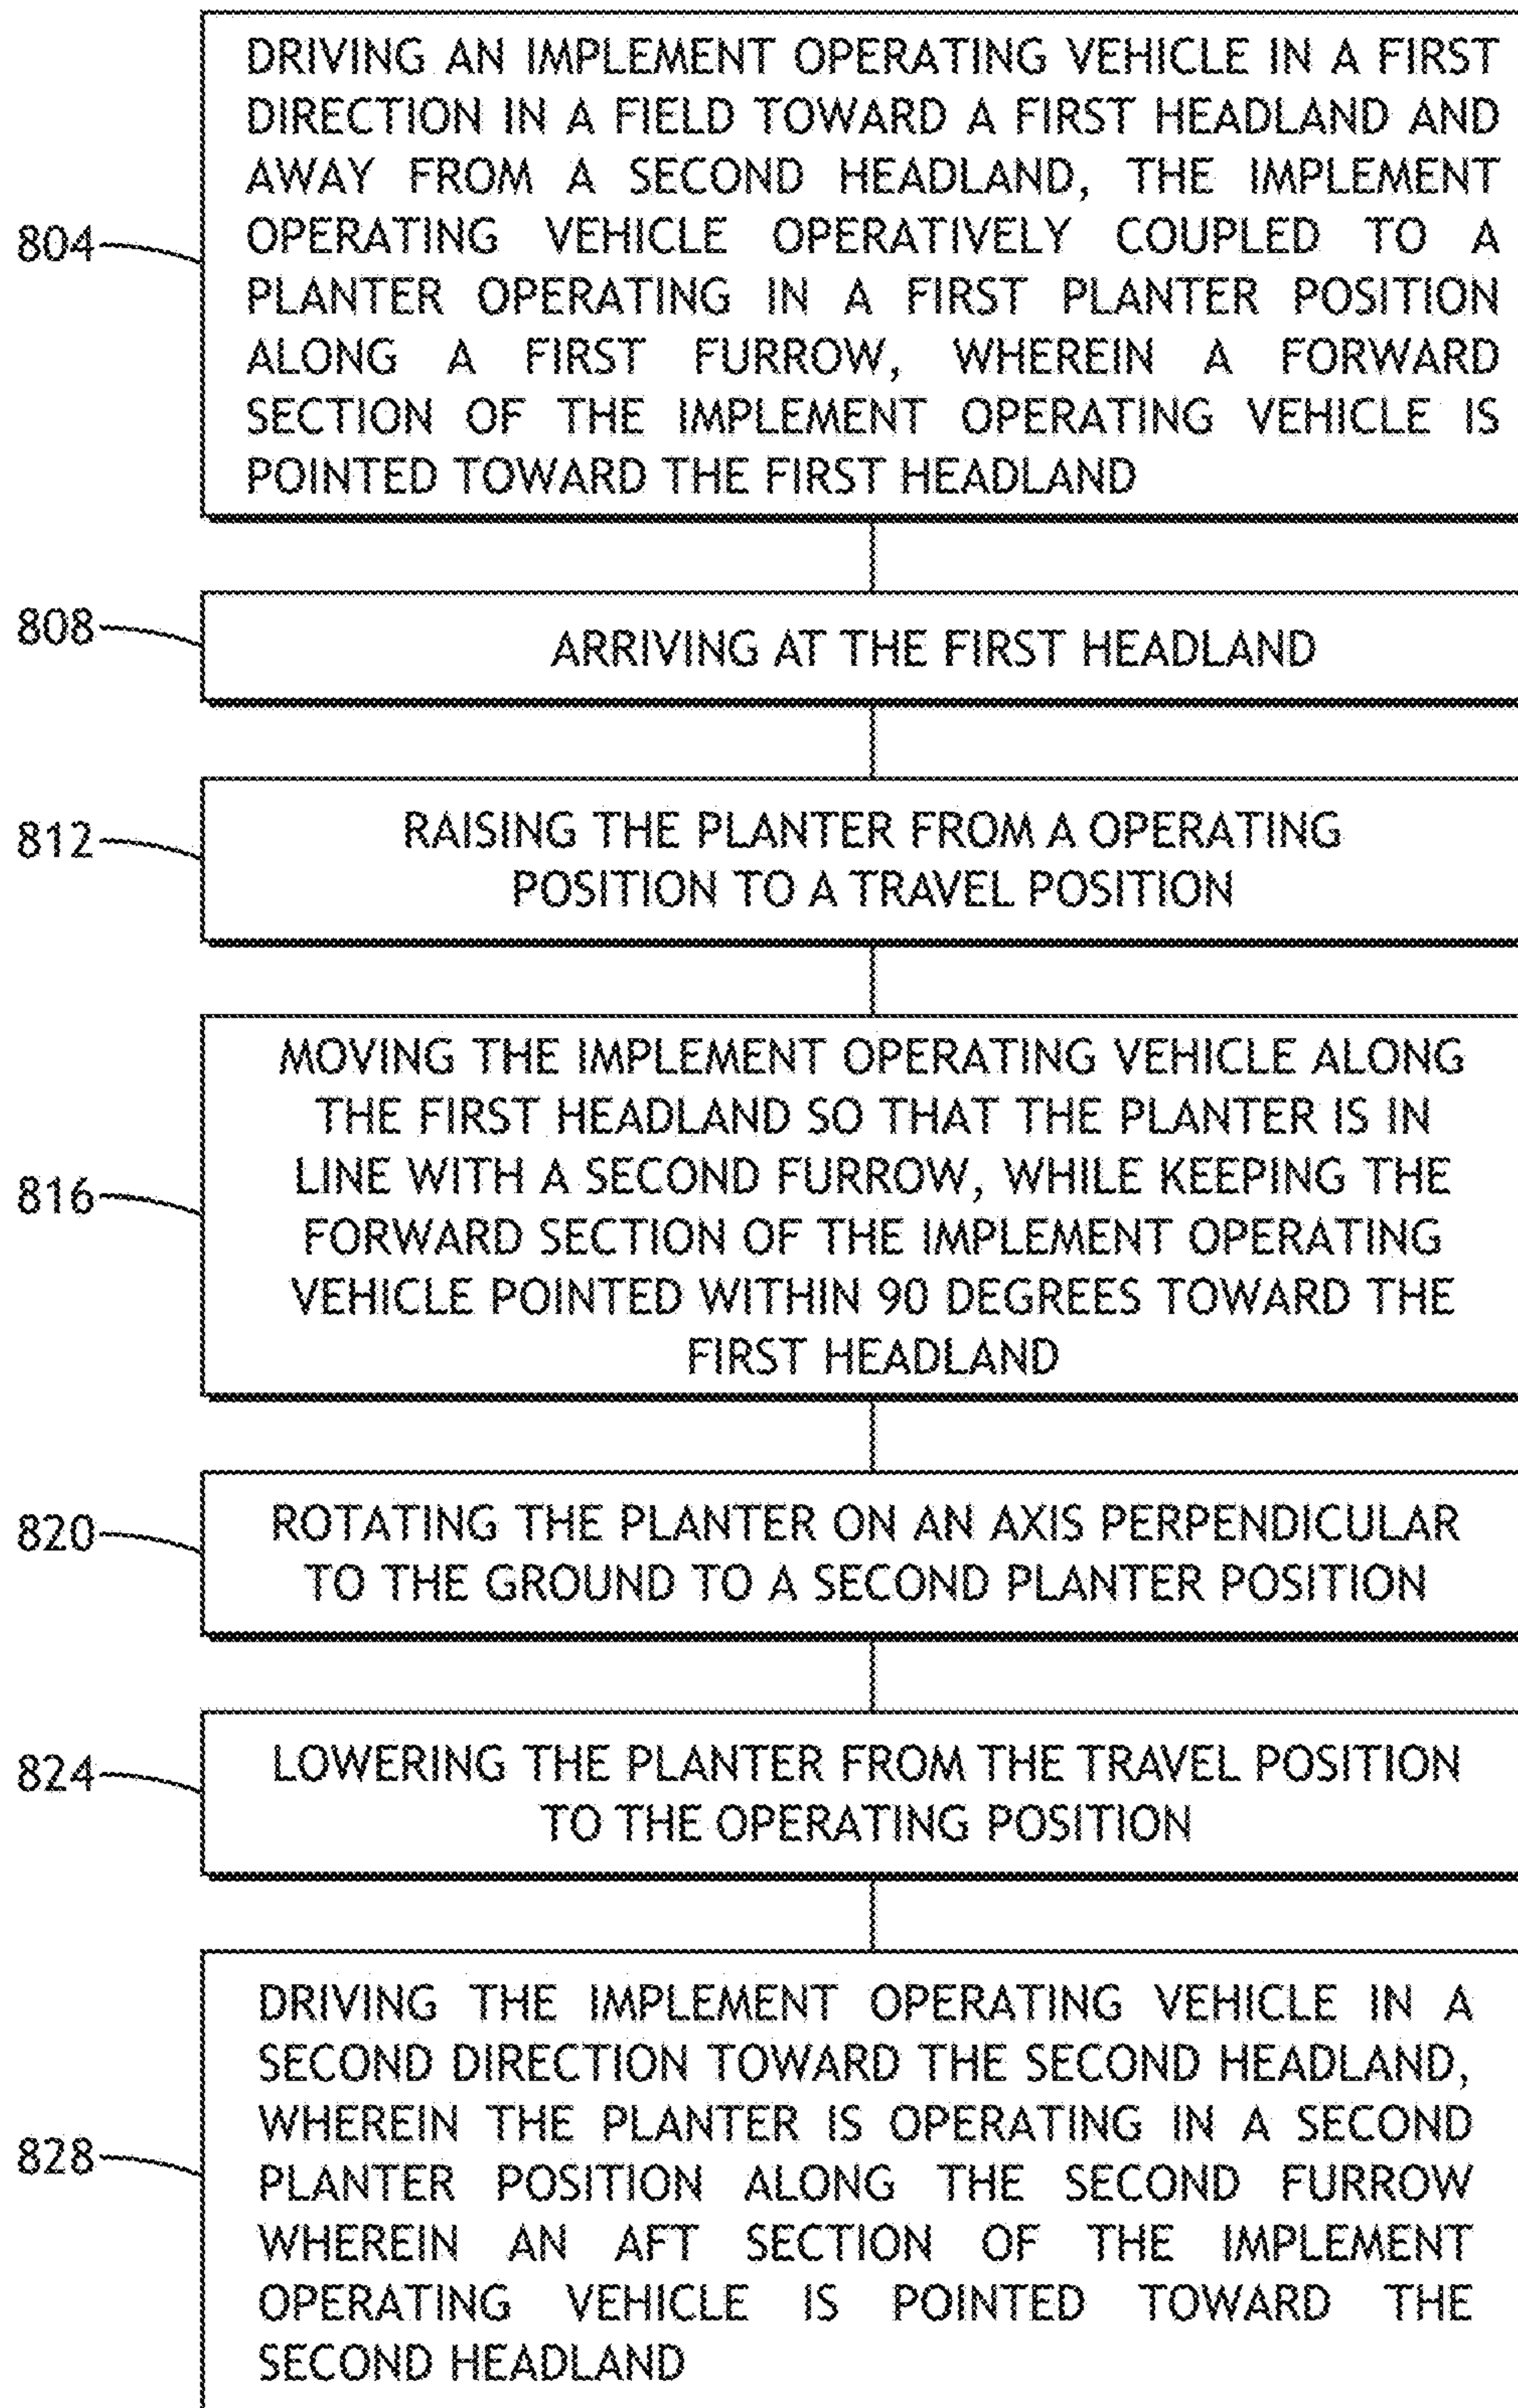 804
DRIVING AN IMPLEMENT OPERATING VEHICLE IN A FIRST
DIRECTION IN A FIELD TOWARD A FIRST HEADLAND AND
AWAY FROM A SECOND HEADLAND, THE IMPLEMENT
OPERATING VEHICLE OPERATIVELY COUPLED TO A
PLANTER OPERATING IN A FIRST PLANTER POSITION
ALONG A FIRST FURROW, WHEREIN A FORWARD
SECTION OF THE IMPLEMENT OPERATING VEHICLE IS
POINTED TOWARD THE FIRST HEADLAND
808
ARRIVING AT THE FIRST HEADLAND
812
RAISING THE PLANTER FROM A OPERATING
POSITION TO A TRAVEL POSITION
816
MOVING THE IMPLEMENT OPERATING VEHICLE ALONG
THE FIRST HEADLAND SO THAT THE PLANTER IS IN
LINE WITH A SECOND FURROW, WHILE KEEPING THE
FORWARD SECTION OF THE IMPLEMENT OPERATING
VEHICLE POINTED WITHIN 90 DEGREES TOWARD THE
FIRST HEADLAND
820
ROTATING THE PLANTER ON AN AXIS PERPENDICULAR
TO THE GROUND TO A SECOND PLANTER POSITION
824
LOWERING THE PLANTER FROM THE TRAVEL POSITION
TO THE OPERATING POSITION
828
DRIVING THE IMPLEMENT OPERATING VEHICLE IN A
SECOND DIRECTION TOWARD THE SECOND HEADLAND,
WHEREIN THE PLANTER IS OPERATING IN A SECOND
PLANTER POSITION ALONG THE SECOND FURROW
WHEREIN AN AFT SECTION OF THE IMPLEMENT
OPERATING VEHICLE IS POINTED TOWARD THE
SECOND HEADLAND